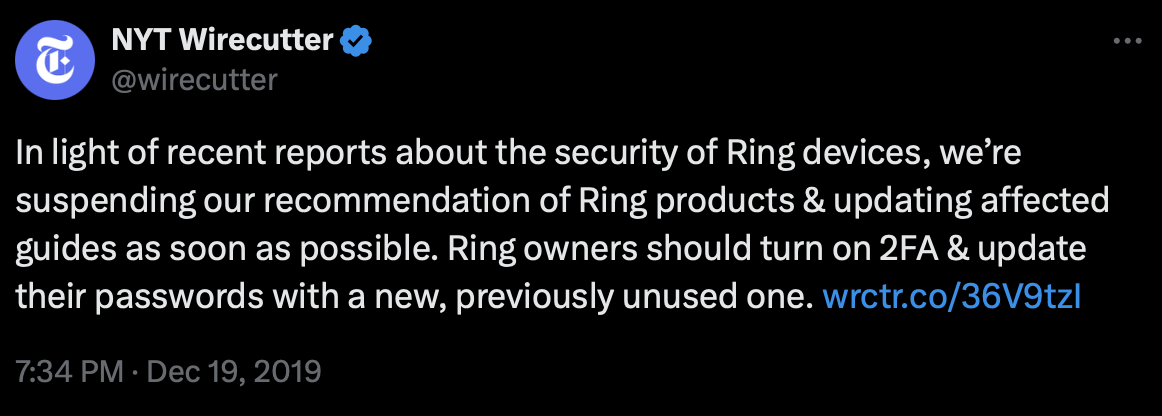 NYT Wirecutter
@wirecutter
In light of recent reports about the security of Ring devices, we’re
suspending our recommendation of Ring products & updating affected
guides as soon as possible. Ring owners should turn on 2FA & update
their passwords with a new, previously unused one. wrctr.co/36V9tzI
7:34 PM · Dec 19, 2019